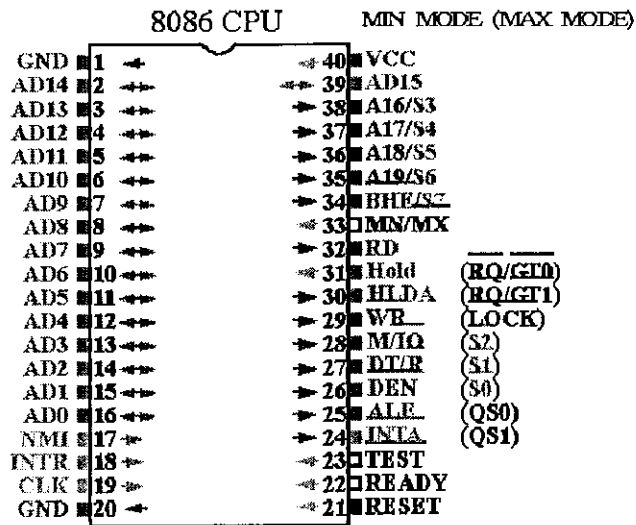 8086 CPU MIN MODE (MAX MODE)
GND 1 40 VCC
AD14 2 39 AD15
AD13 3 38 A16/S3
AD12 4 37 A17/S4
AD11 5 36 A18/S5
AD10 6 35 A19/S6
AD9 7 34 BHE/S7
AD8 8 33 MN/MX
AD7 9 32 RD
AD6 10 31 Hold (RQ/GT0)
AD5 11 30 HLDA (RQ/GT1)
AD4 12 29 WR (LOCK)
AD3 13 28 M/IO (S2)
AD2 14 27 DT/R (S1)
AD1 15 26 DEN (S0)
AD0 16 25 ALE (QS0)
NMI 17 24 INTA (QS1)
INTR 18 23 TEST
CLK 19 22 READY
GND 20 21 RESET